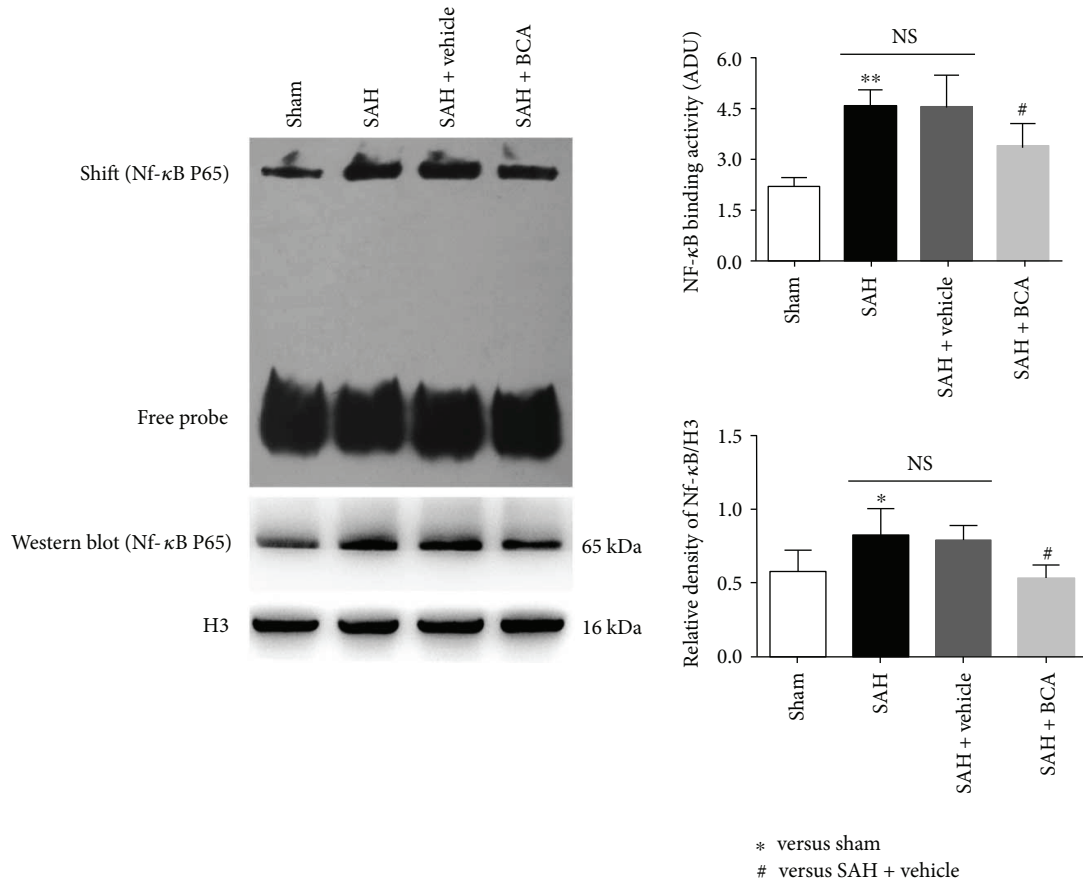 Sham
SAH
SAH + vehicle
SAH + BCA
Shift (Nf-κB P65)
Free probe
Western blot (Nf-κB P65)
65 kDa
H3
16 kDa
NF-κB binding activity (ADU)
6.0
4.5
3.0
1.5
0.0
NS
**
#
Sham
SAH
SAH + vehicle
SAH + BCA
Relative density of Nf-κB/H3
1.5
1.0
0.5
0.0
NS
*
#
Sham
SAH
SAH + vehicle
SAH + BCA
* versus sham
# versus SAH + vehicle